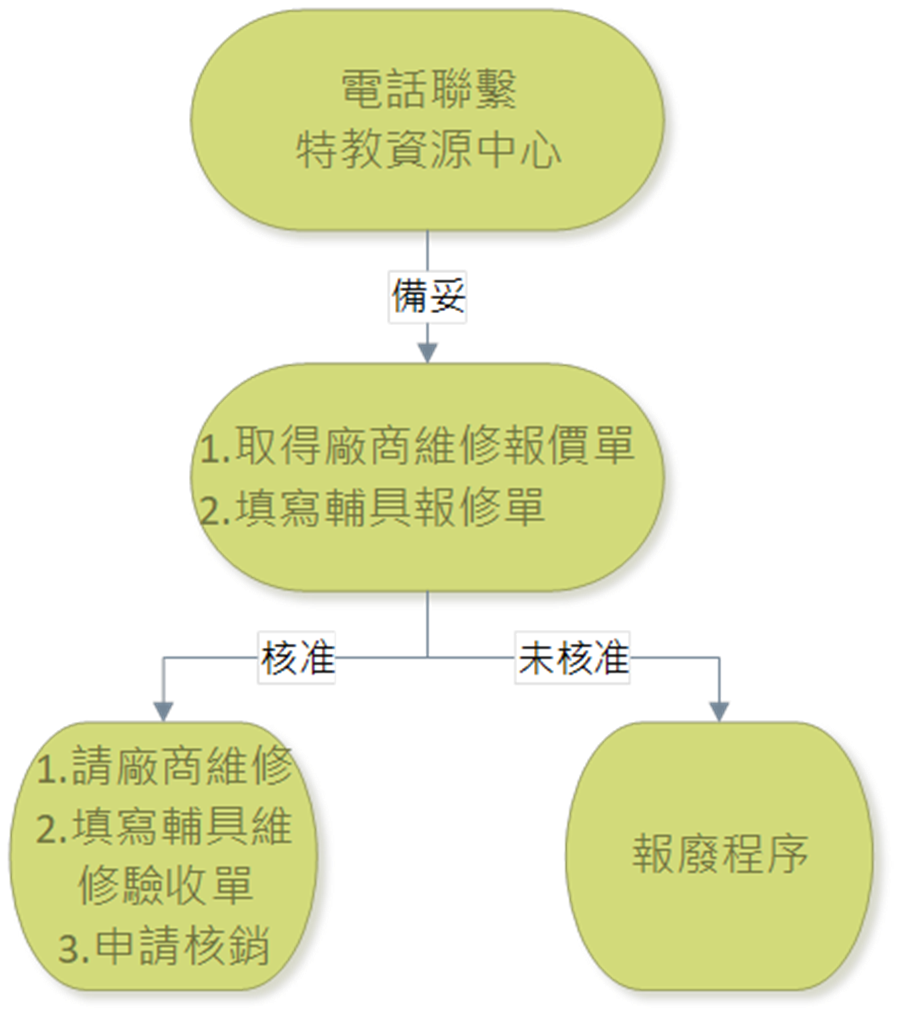 電話聯繫
特教資源中心
備妥
1.取得廠商維修報價單
2.填寫輔具報修單
核准
未核准
1.請廠商維修
2.填寫輔具維
修驗收單
3.申請核銷
報廢程序